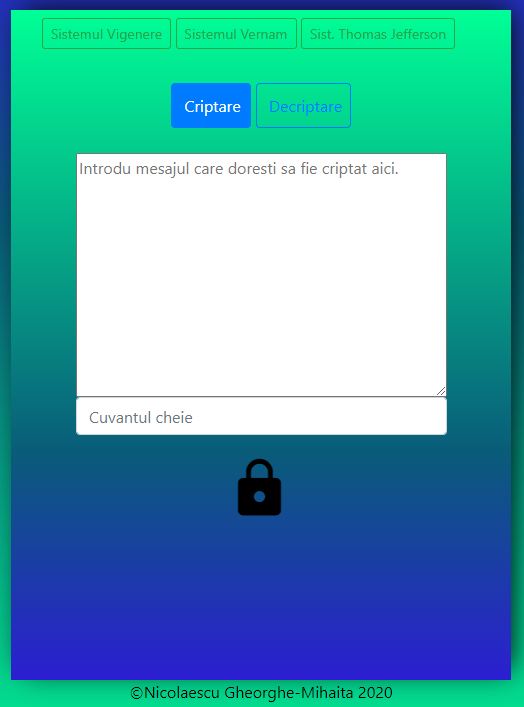 Sistemul Vigenere Sistemul Vernam Sist. Thomas Jefferson
Criptare Decriptare
Introdu mesajul care doresti sa fie criptat aici.
Cuvantul cheie
©Nicolaescu Gheorghe-Mihaita 2020